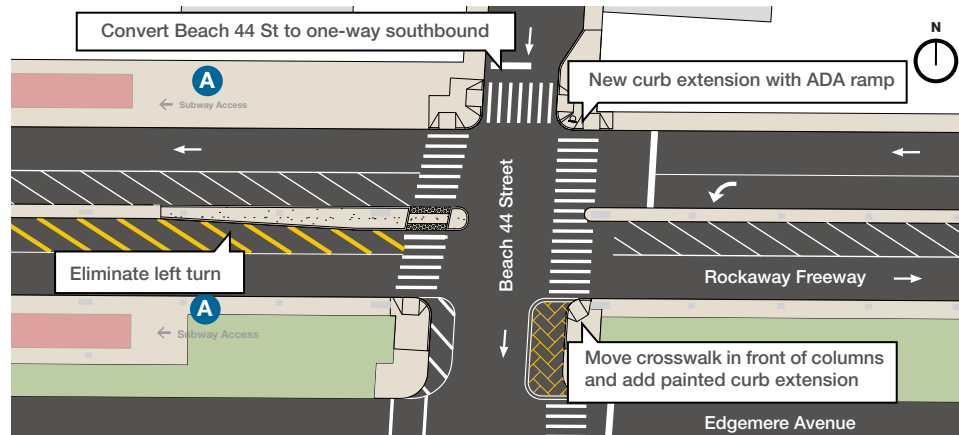 Convert Beach 44 St to one-way southbound
N
A
Subway Access
New curb extension with ADA ramp
Beach 44 Street
Eliminate left turn
Rockaway Freeway
A
Subway Access
Move crosswalk in front of columns
and add painted curb extension
Edgemere Avenue